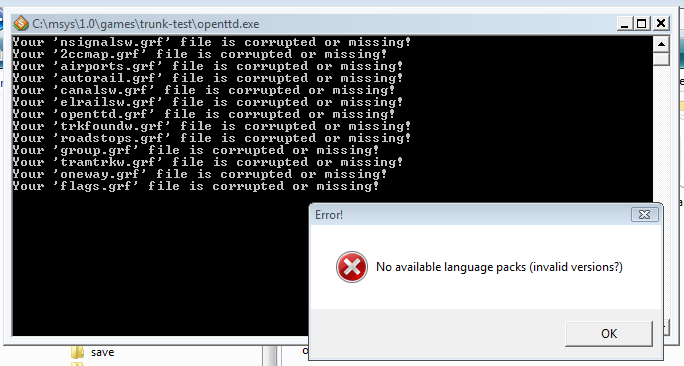 C:\msys\1.0\games\trunk-test\openttd.exe
Your 'nsignalsw.grf' file is corrupted or missing!
Your '2ccmap.grf' file is corrupted or missing!
Your 'airports.grf' file is corrupted or missing!
Your 'autorail.grf' file is corrupted or missing!
Your 'canalsw.grf' file is corrupted or missing!
Your 'elrailsw.grf' file is corrupted or missing!
Your 'openttd.grf' file is corrupted or missing!
Your 'trkfoundw.grf' file is corrupted or missing!
Your 'roadstops.grf' file is corrupted or missing!
Your 'group.grf' file is corrupted or missing!
Your 'tramtrkw.grf' file is corrupted or missing!
Your 'oneway.grf' file is corrupted or missing!
Your 'flags.grf' file is corrupted or missing!
Error!
No available language packs (invalid versions?)
OK
save